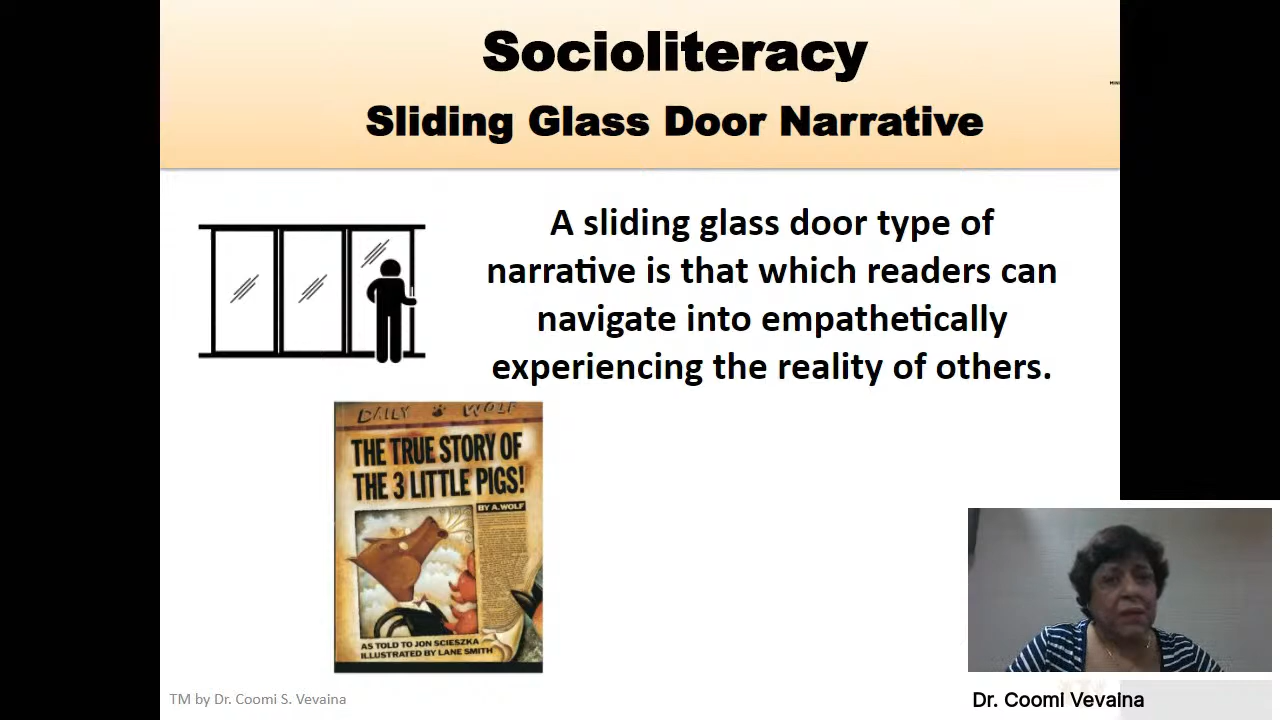 Socioliteracy
Sliding Glass Door Narrative
A sliding glass door type of
narrative is that which readers can
navigate into empathetically
experiencing the reality of others.
DAILY WOLF
THE TRUE STORY OF
THE 3 LITTLE PIGS!
BY A. WOLF
AS TOLD TO JON SCIESZKA
ILLUSTRATED BY LANE SMITH
TM by Dr. Coomi S. Vevaina
Dr. Coomi Vevaina